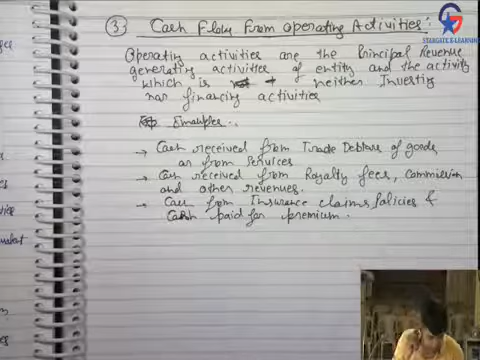 ③ Cash Flow From Operating Activities :
STARGATE E-LEARNING
Operating activities are the Principal Revenue
generating activities of entity and the activity
which is neither Investing
nor financing activities
Examples :.
→ Cash received from Trade Debtors of goods
or from services
→ Cash received from Royalty fees, Commission
and other revenues.
→ Cash from Insurance claims, Policies &
Cash paid for premium.